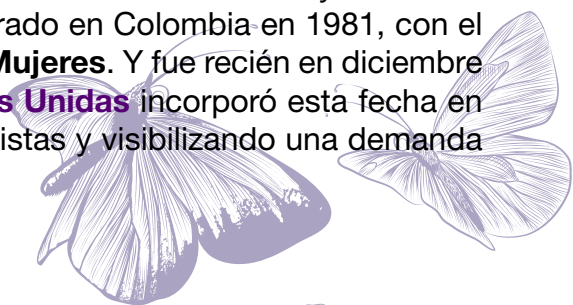 rado en Colombia en 1981, con el
Mujeres. Y fue recién en diciembre
s Unidas incorporó esta fecha en
istas y visibilizando una demanda